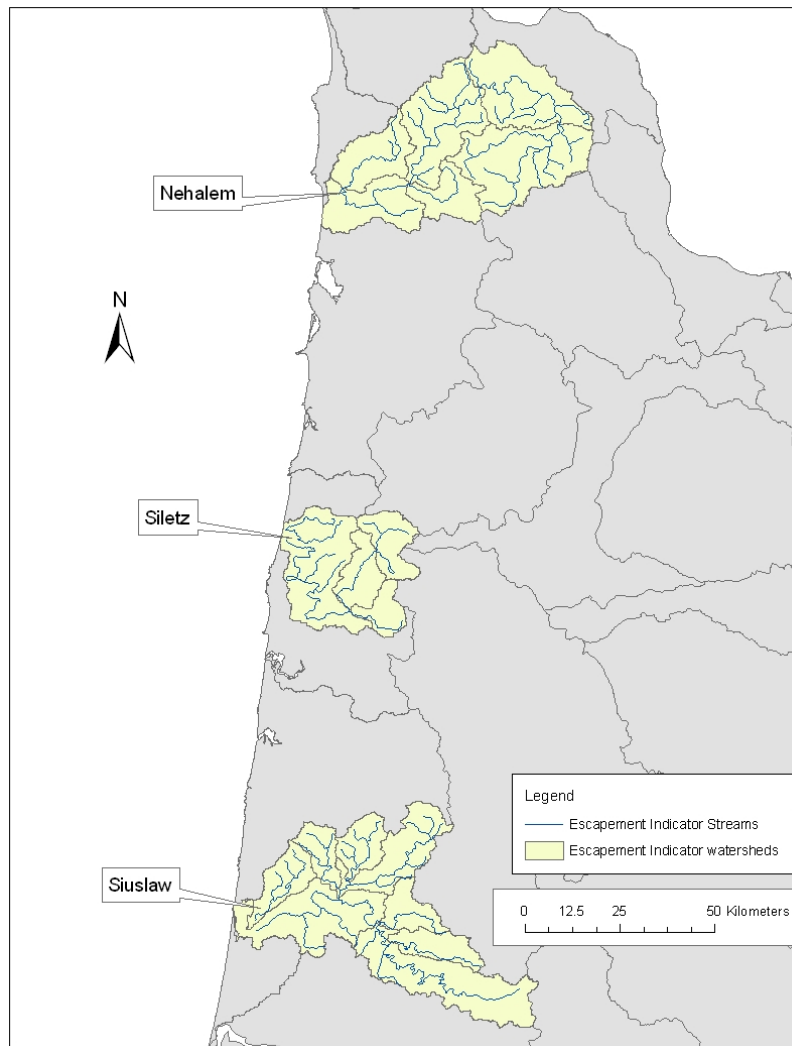 Nehalem
N
Siletz
Legend
Escapement Indicator Streams
Escapement Indicator watersheds
Siuslaw
0 12.5 25 50 Kilometers